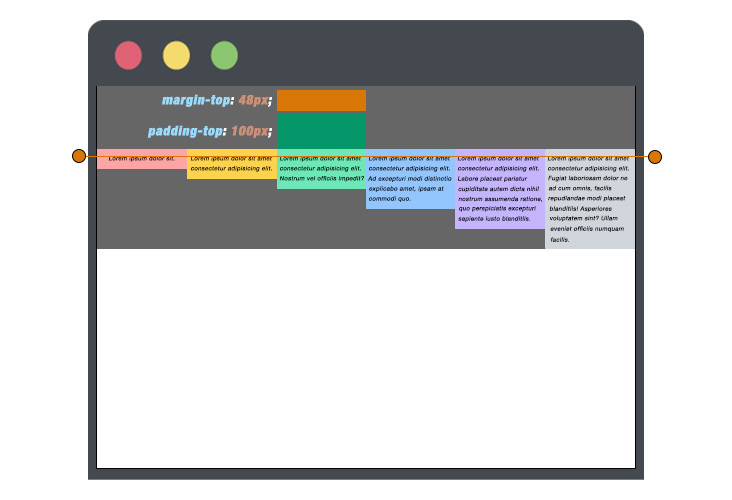 margin-top: 48px;
padding-top: 100px;
Lorem ipsum dolor sit.
Lorem ipsum dolor sit amet
consectetur adipisicing elit.
Lorem ipsum dolor sit amet
consectetur adipisicing elit.
Nostrum vel officiis impedit?
Lorem ipsum dolor sit amet
consectetur adipisicing elit.
Ad excepturi modi distinctio
explicabo amet, ipsam at
commodi quo.
Lorem ipsum dolor sit amet
consectetur adipisicing elit.
Labore placeat pariatur
cupiditate autem dicta nihil
nostrum assumenda ratione,
quo perspiciatis excepturi
sapiente iusto blanditiis.
Lorem ipsum dolor sit amet
consectetur adipisicing elit.
Fugiat laboriosam dolor ne
ad cum omnis, facilis
repudiandae modi placeat
blanditiis! Asperiores
voluptatem sint? Ullam
eveniet officiis numquam
facilis.